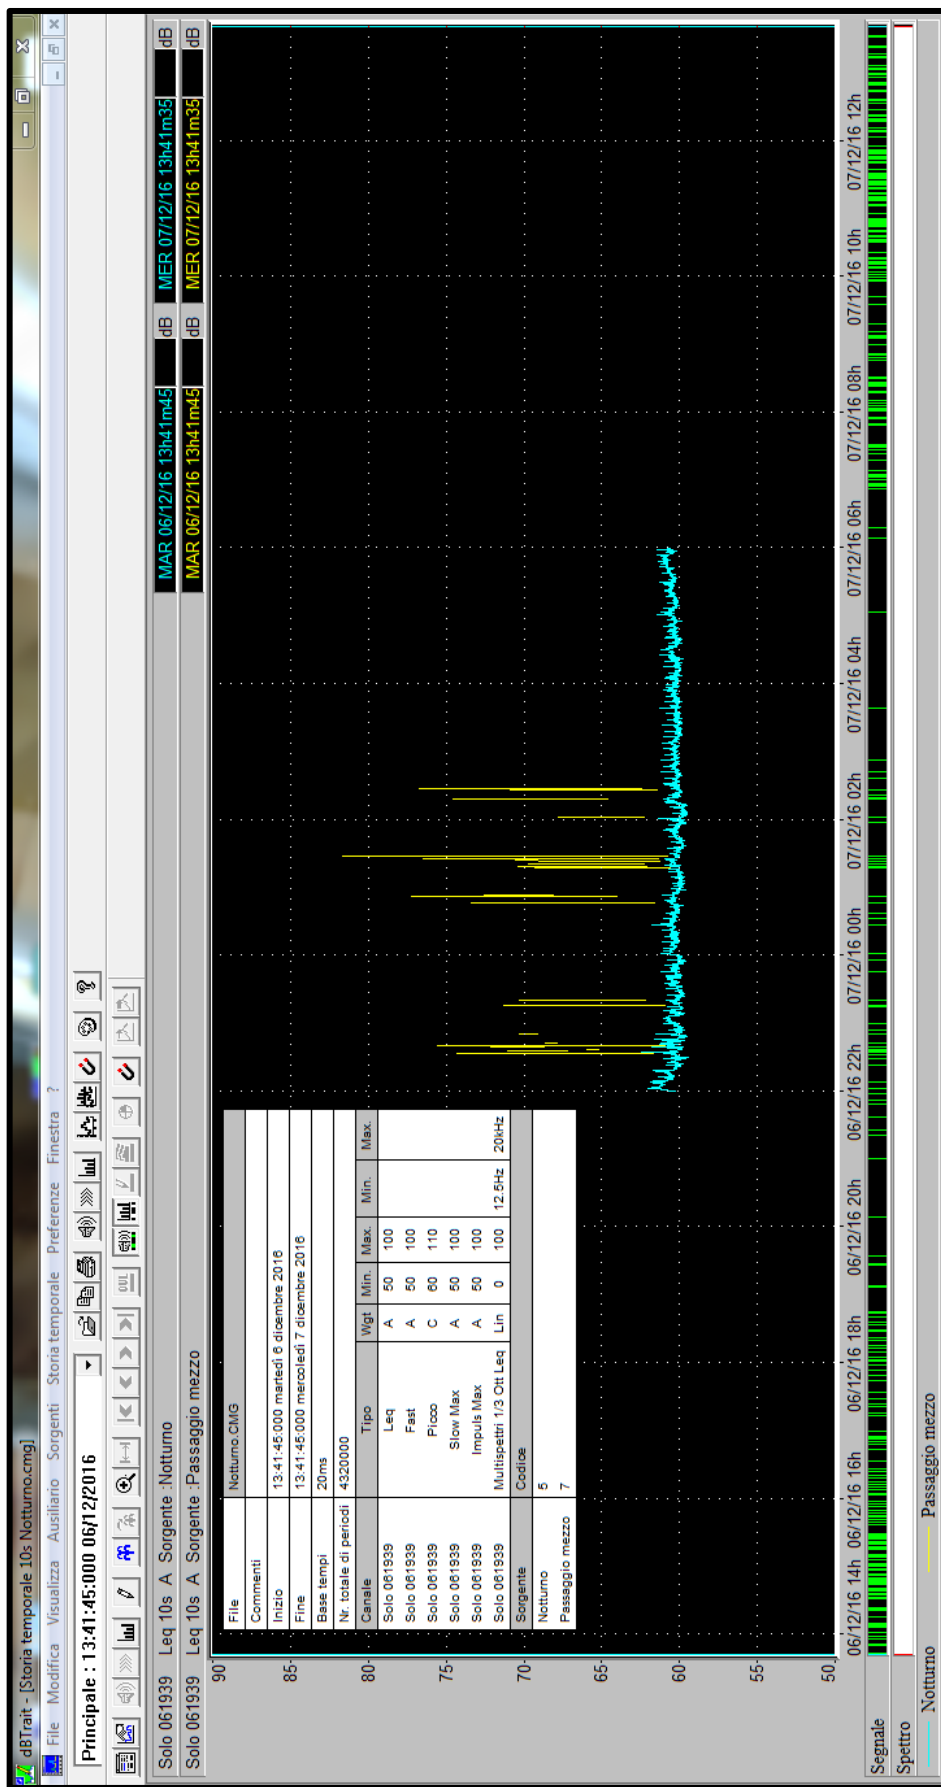 dBTrait - [Storia temporale 10s Notturno.cmg]
File Modifica Visualizza Ausiliario Sorgenti Storia temporale Preferenze Finestra ?
Principale : 13:41:45:000 06/12/2016
OUL
Solo 061939 Leq 10s A Sorgente :Notturno MAR 06/12/16 13h41m45 dB MER 07/12/16 13h41m35 dB
Solo 061939 Leq 10s A Sorgente :Passaggio mezzo MAR 06/12/16 13h41m45 dB MER 07/12/16 13h41m35 dB
90
85
80
75
70
65
60
55
50
File Notturno.CMG
Commenti
Inizio 13:41:45:000 martedì 6 dicembre 2016
Fine 13:41:45:000 mercoledì 7 dicembre 2016
Base tempi 20ms
Nr. totale di periodi 4320000
Canale Tipo Wgt Min. Max. Min. Max.
Solo 061939 Leq A 50 100
Solo 061939 Fast A 50 100
Solo 061939 Picco C 60 110
Solo 061939 Slow Max A 50 100
Solo 061939 Impuls Max A 50 100
Solo 061939 Multispettri 1/3 Ott Leq Lin 0 100 12.5Hz 20kHz
Sorgente Codice
Notturno 5
Passaggio mezzo 7
06/12/16 14h 06/12/16 16h 06/12/16 18h 06/12/16 20h 06/12/16 22h 07/12/16 00h 07/12/16 02h 07/12/16 04h 07/12/16 06h 07/12/16 08h 07/12/16 10h 07/12/16 12h
Segnale
Spettro
Notturno Passaggio mezzo